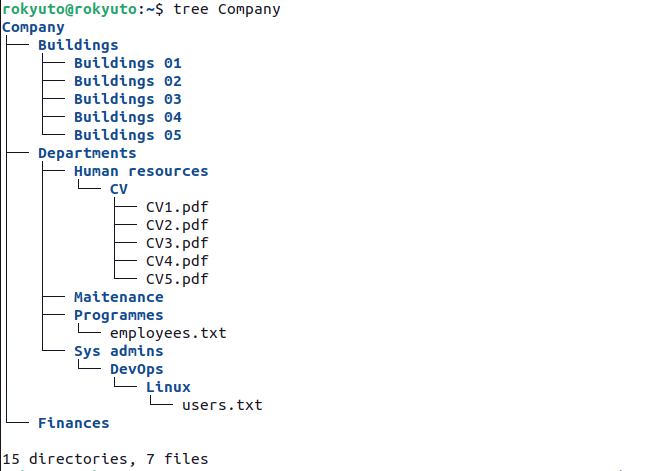 rokyuto@rokyuto:~$ tree Company
Company
├── Buildings
│   ├── Buildings 01
│   ├── Buildings 02
│   ├── Buildings 03
│   ├── Buildings 04
│   └── Buildings 05
├── Departments
│   ├── Human resources
│   │   └── CV
│   │       ├── CV1.pdf
│   │       ├── CV2.pdf
│   │       ├── CV3.pdf
│   │       ├── CV4.pdf
│   │       └── CV5.pdf
│   ├── Maitenance
│   ├── Programmes
│   │   └── employees.txt
│   └── Sys admins
│       └── DevOps
│           └── Linux
│               └── users.txt
└── Finances

15 directories, 7 files